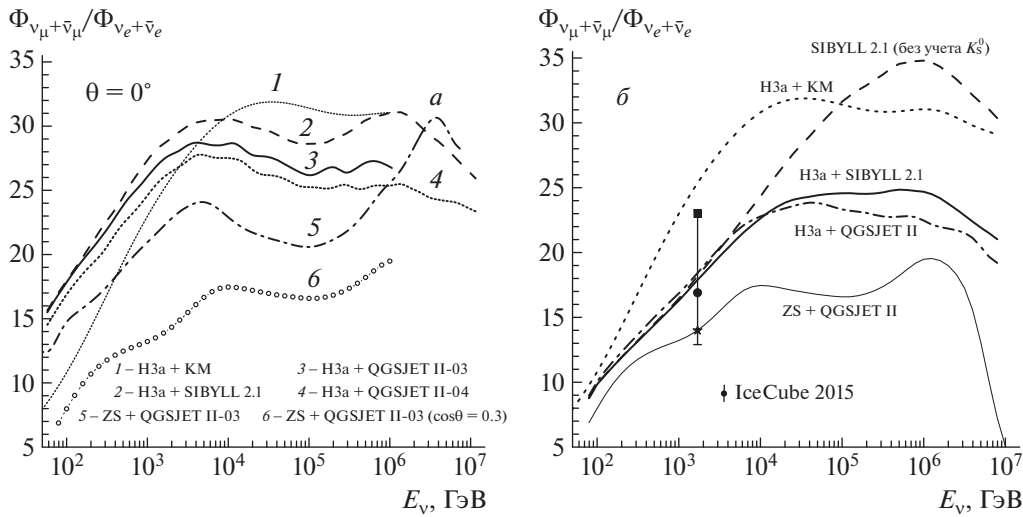 Φνμ+ν̄μ/Φνe+ν̄e
35
30
25
20
15
10
5
θ = 0°
1
a
2
3
4
5
6
1 – H3a + KM
3 – H3a + QGSJET II-03
2 – H3a + SIBYLL 2.1
4 – H3a + QGSJET II-04
5 – ZS + QGSJET II-03
6 – ZS + QGSJET II-03 (cosθ = 0.3)
10² 10³ 10⁴ 10⁵ 10⁶ 10⁷
Eν, ГэВ
Φνμ+ν̄μ/Φνe+ν̄e
35
30
25
20
15
10
5
б
SIBYLL 2.1 (без учета K⁰S)
H3a + KM
H3a + SIBYLL 2.1
H3a + QGSJET II
ZS + QGSJET II
IceCube 2015
10² 10³ 10⁴ 10⁵ 10⁶ 10⁷
Eν, ГэВ